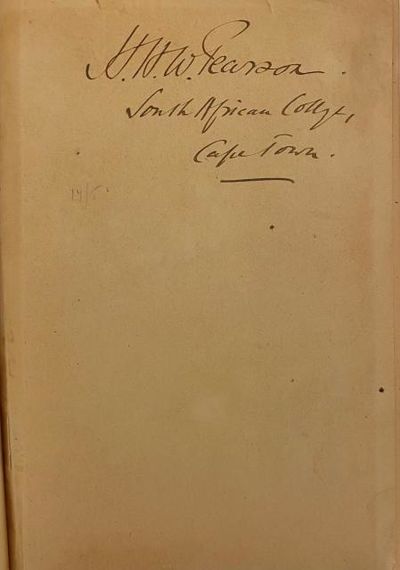 H. H. W. Pearson.
South African College,
Cape Town.